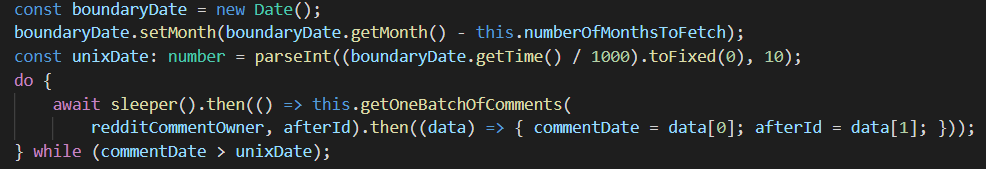 const boundaryDate = new Date();
boundaryDate.setMonth(boundaryDate.getMonth() - this.numberOfMonthsToFetch);
const unixDate: number = parseInt,((boundaryDate.getTime() / 1000).toFixed(0), 10);
do {
    await sleeper().then(() => this.getOneBatchOfComments(
        redditCommentOwner, afterId).then((data) => { commentDate = data[0]; afterId = data[1]; }));
} while (commentDate > unixDate);